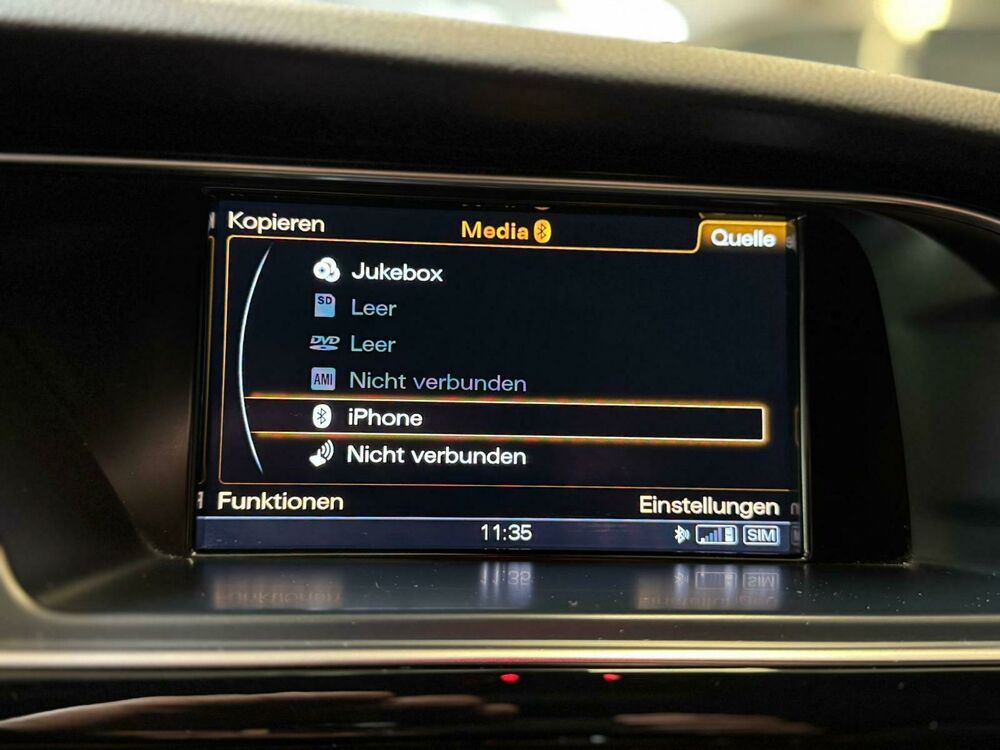 Kopieren
Media
Quelle
Jukebox
SD Leer
DVD Leer
AMI Nicht verbunden
iPhone
Nicht verbunden
Funktionen
Einstellungen
11:35
SIM